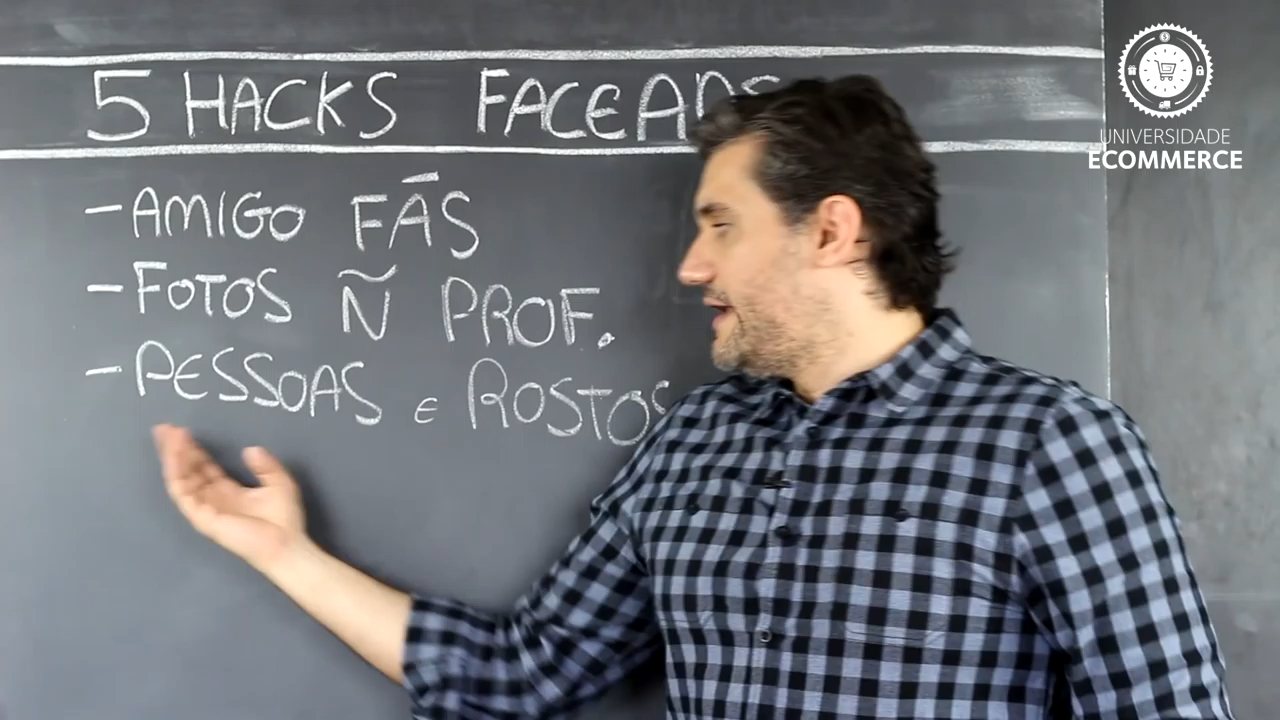 5 HACKS FACEADS
- AMIGO FÃS
- FOTOS Ñ PROF.
- PESSOAS E ROSTOS
UNIVERSIDADE
ECOMMERCE